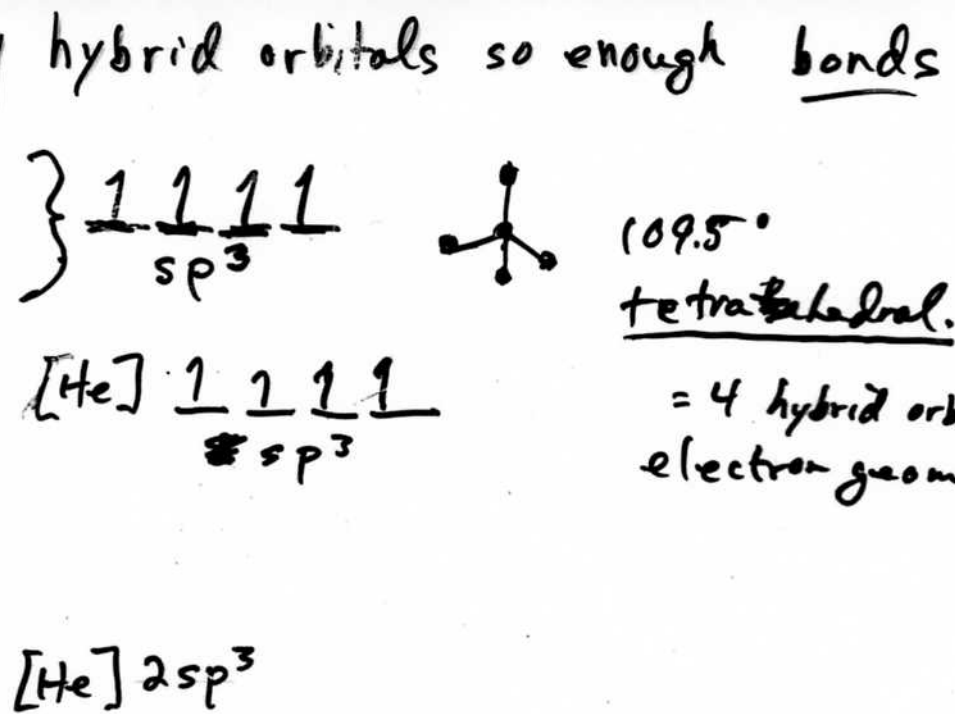 hybrid orbitals so enough bonds
} 1 1 1 1
sp³
109.5°
tetrahedral.
[He] 1 1 1 1
sp³
= 4 hybrid orb
electron geom
[He] 2sp³